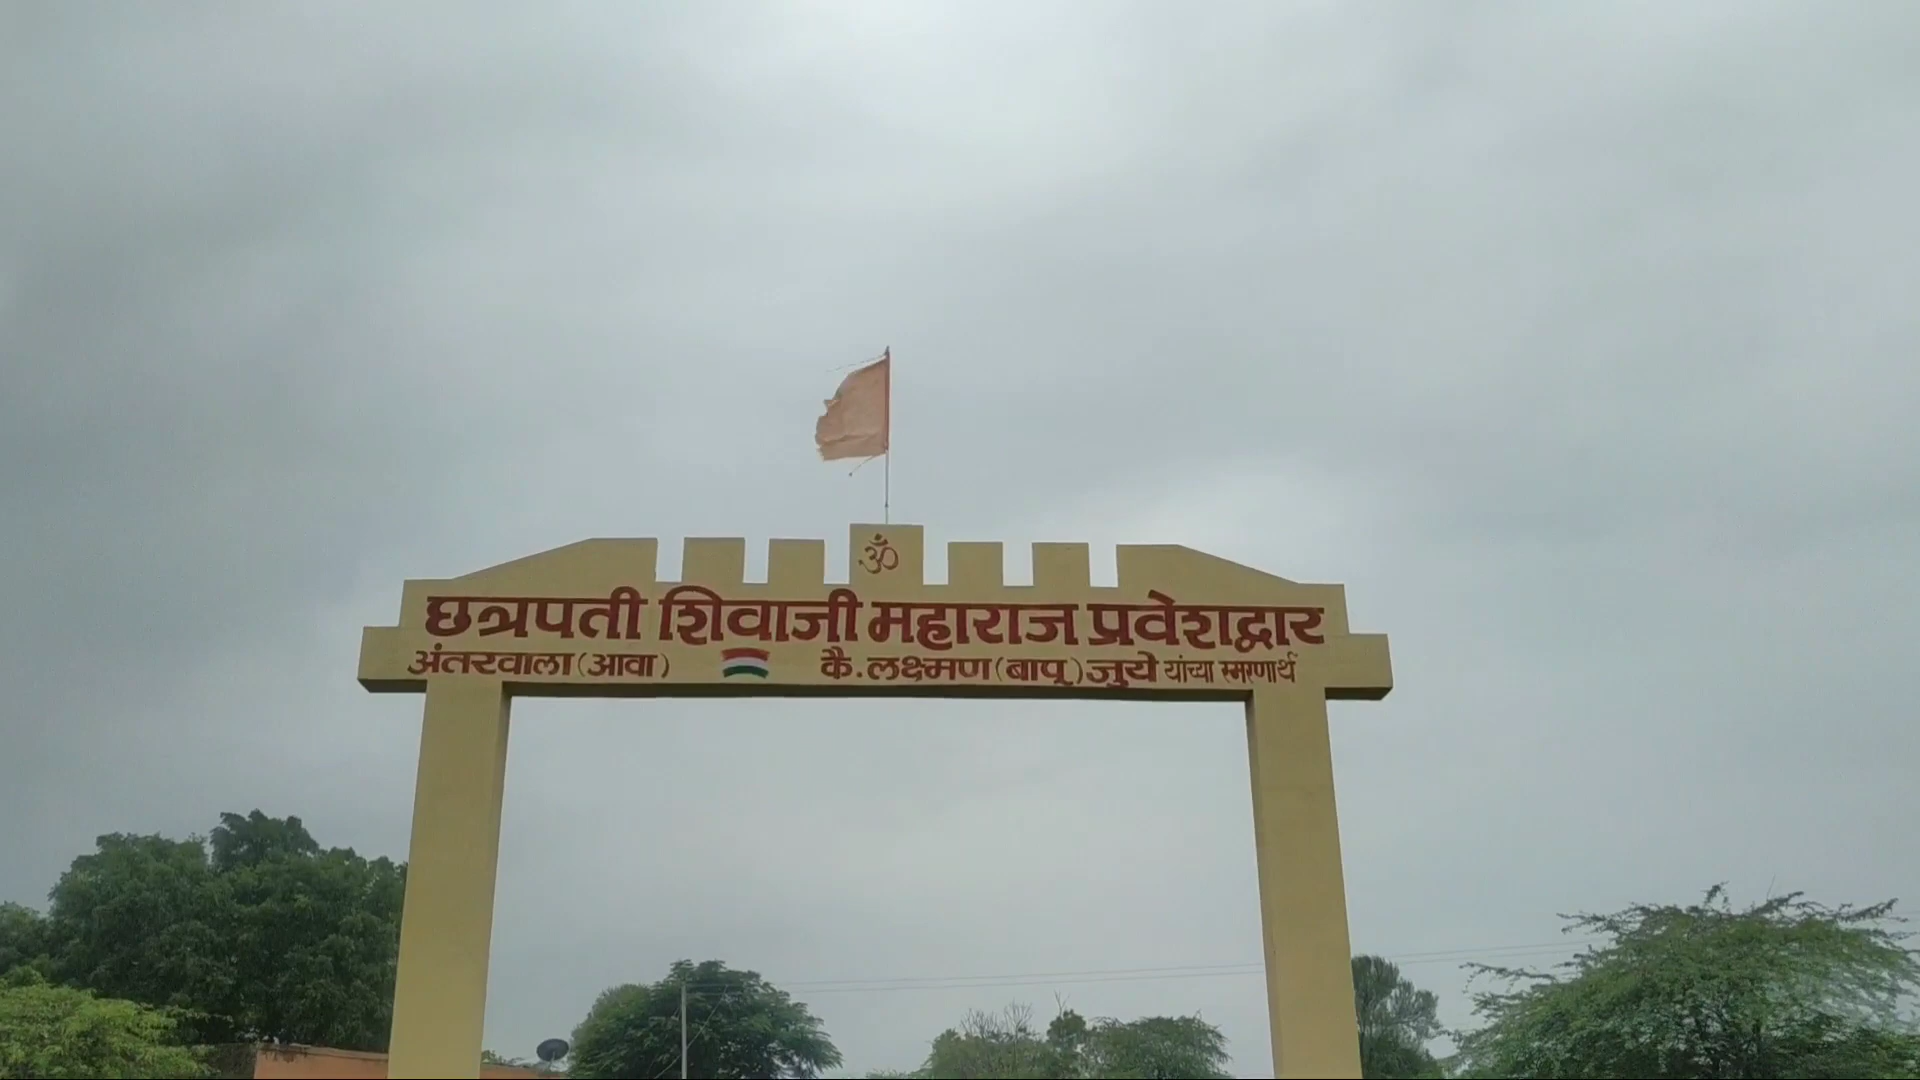 ॐ
छत्रपती शिवाजी महाराज प्रवेशद्वार
अंतरवाला (आवा) कै. लक्ष्मण (बापू) जुये यांच्या स्मरणार्थ